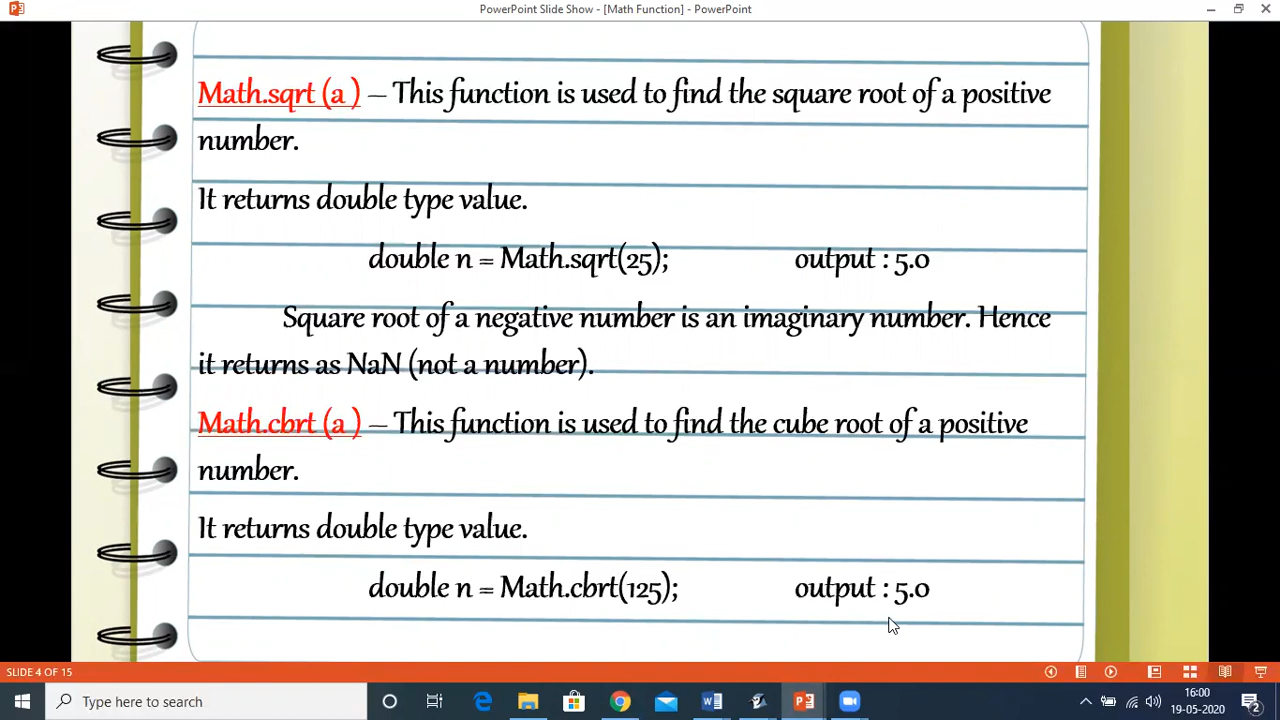 PowerPoint Slide Show - [Math Function] - PowerPoint
Math.sqrt (a ) – This function is used to find the square root of a positive
number.
It returns double type value.
double n = Math.sqrt(25); output : 5.0
Square root of a negative number is an imaginary number. Hence
it returns as NaN (not a number).
Math.cbrt (a ) – This function is used to find the cube root of a positive
number.
It returns double type value.
double n = Math.cbrt(125); output : 5.0
SLIDE 4 OF 15
Type here to search
16:00
19-05-2020
2